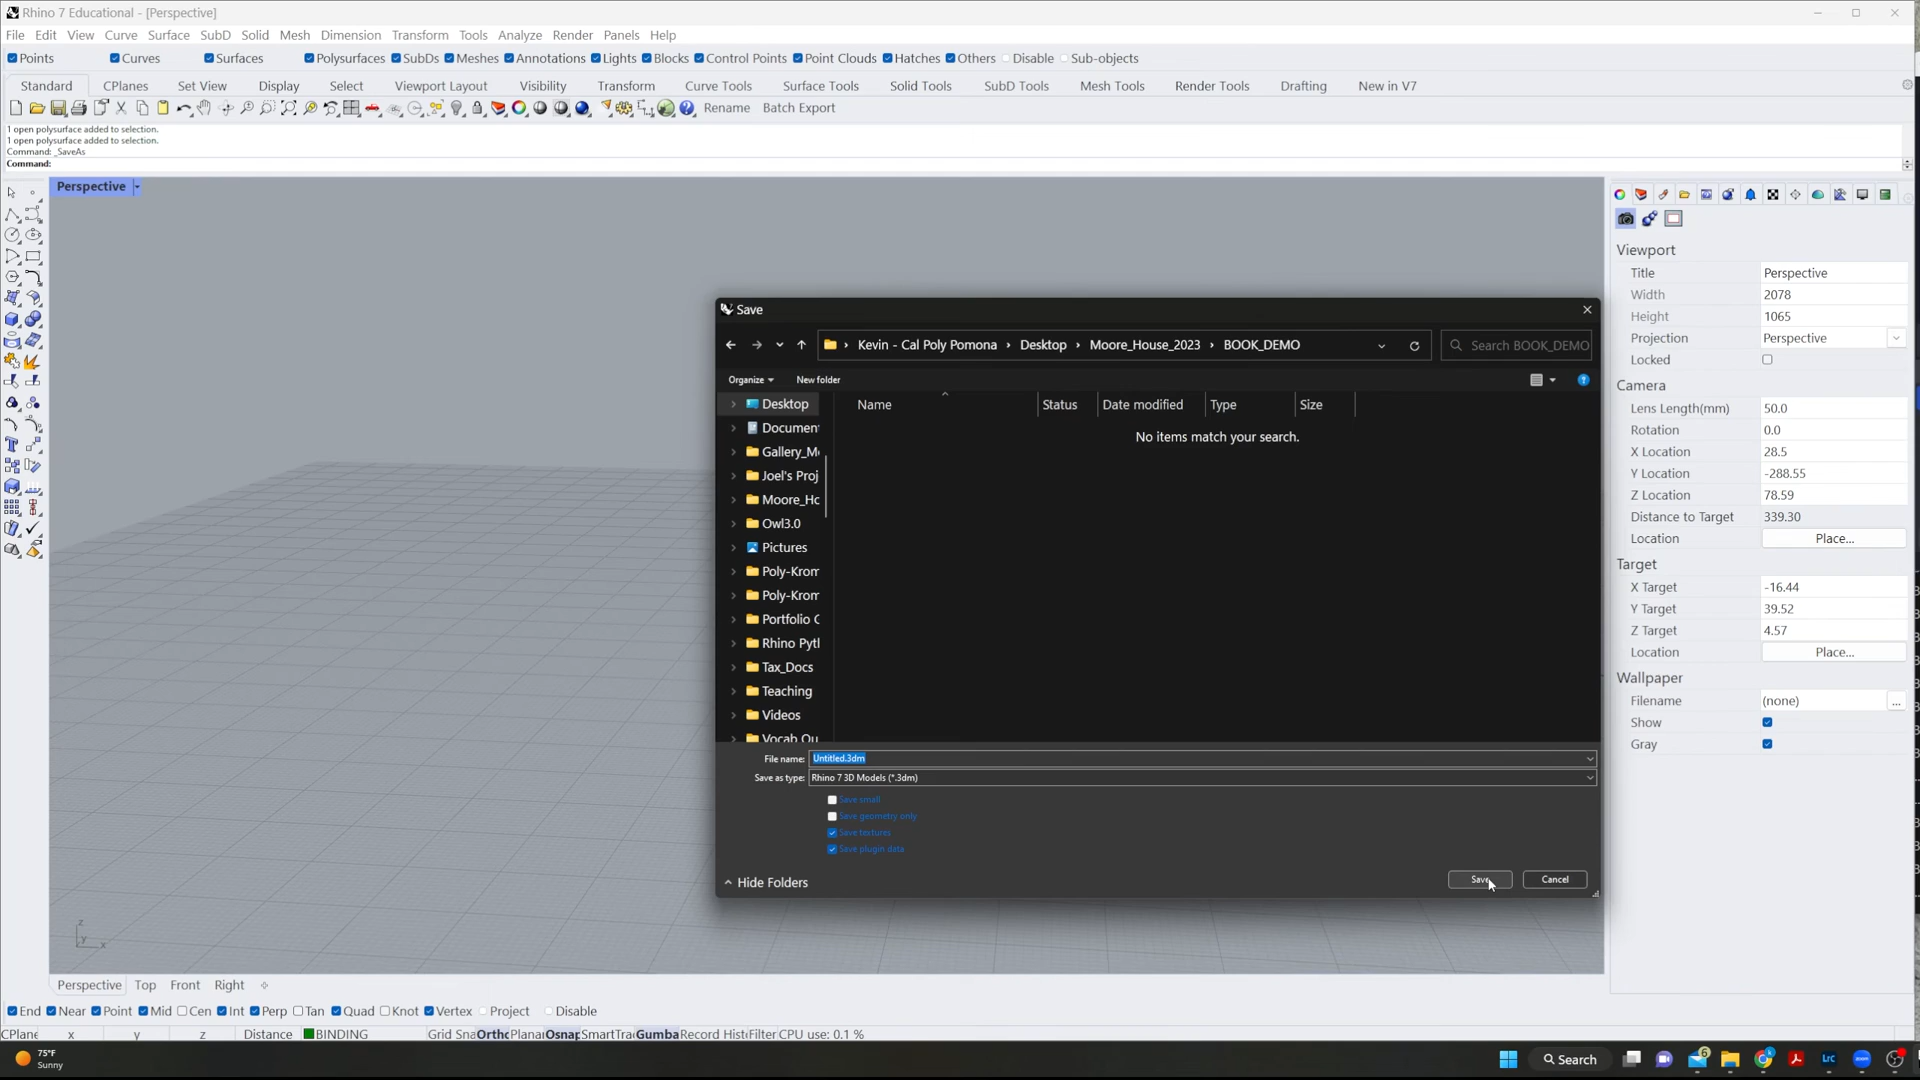 Rhino 7 Educational - [Perspective]
File Edit View Curve Surface SubD Solid Mesh Dimension Transform Tools Analyze Render Panels Help
Points Curves Surfaces Polysurfaces SubDs Meshes Annotations Lights Blocks Control Points Point Clouds Hatches Others Disable Sub-objects
Standard CPlanes Set View Display Select Viewport Layout Visibility Transform Curve Tools Surface Tools Solid Tools SubD Tools Mesh Tools Render Tools Drafting New in V7
Rename Batch Export
1 open polysurface added to selection.
1 open polysurface added to selection.
Command: _SaveAs
Command:
Perspective
Save
Kevin - Cal Poly Pomona › Desktop › Moore_House_2023 › BOOK_DEMO
Search BOOK_DEMO
Organize New folder
Name Status Date modified Type Size
No items match your search.
Desktop
Document
Gallery_M
Joel's Proj
Moore_Ho
Owl3.0
Pictures
Poly-Krom
Poly-Krom
Portfolio
Rhino Pyt
Tax_Docs
Teaching
Videos
Vocab Qu
File name: Untitled.3dm
Save as type: Rhino 7 3D Models (*.3dm)
Save small
Save geometry only
Save textures
Save plugin data
Hide Folders
Save Cancel
Viewport
Title Perspective
Width 2078
Height 1065
Projection Perspective
Locked
Camera
Lens Length(mm) 50.0
Rotation 0.0
X Location 28.5
Y Location -288.55
Z Location 78.59
Distance to Target 339.30
Location Place...
Target
X Target -16.44
Y Target 39.52
Z Target 4.57
Location Place...
Wallpaper
Filename (none) ...
Show
Gray
z
y x
Perspective Top Front Right
End Near Point Mid Cen Int Perp Tan Quad Knot Vertex Project Disable
CPlane x y z Distance BINDING Grid Sna Ortho Plana Osnap SmartTra Gumba Record Histo Filter CPU use: 0.1 %
75°F
Sunny
Search
6